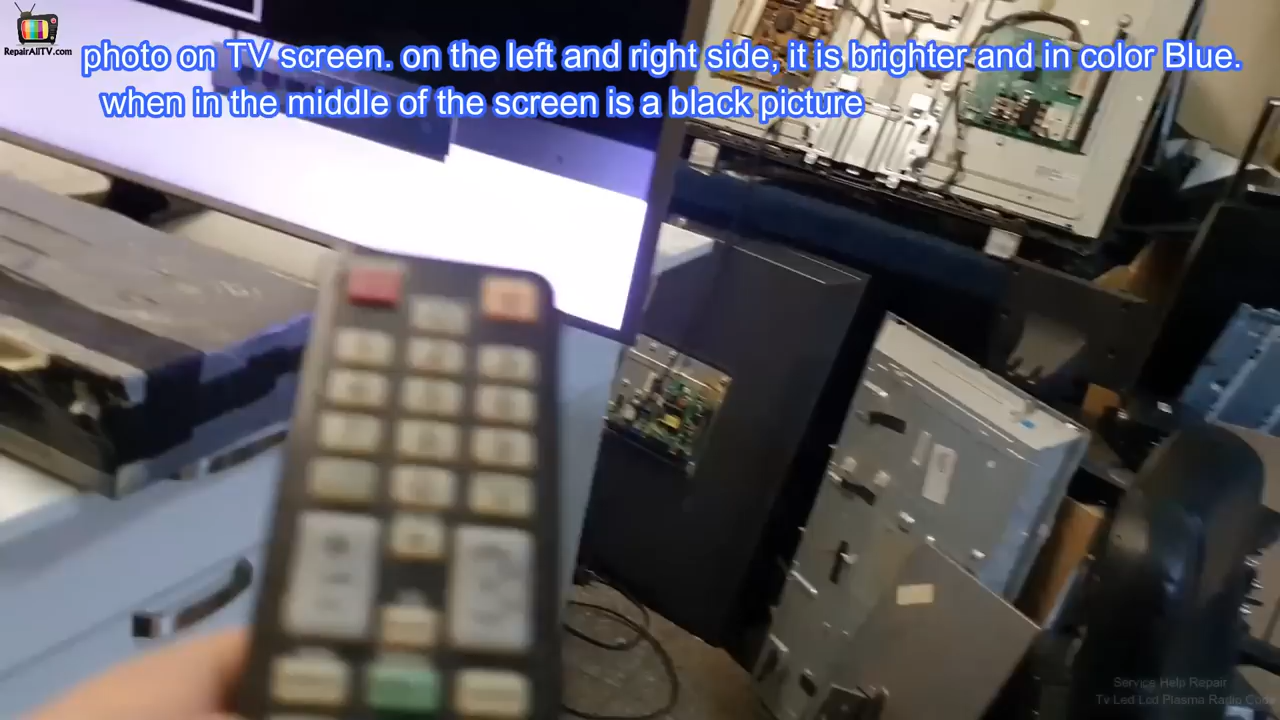 RepairAllTV.com
photo on TV screen. on the left and right side, it is brighter and in color Blue.
when in the middle of the screen is a black picture
Service Help Repair
Tv Led Lcd Plasma Radio Code